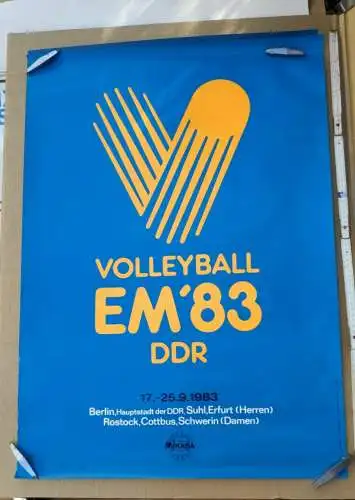 VOLLEYBALL
EM'83
DDR
17.-25.9.1983
Berlin, Hauptstadt der DDR, Suhl, Erfurt (Herren)
Rostock, Cottbus, Schwerin (Damen)
MIKASA